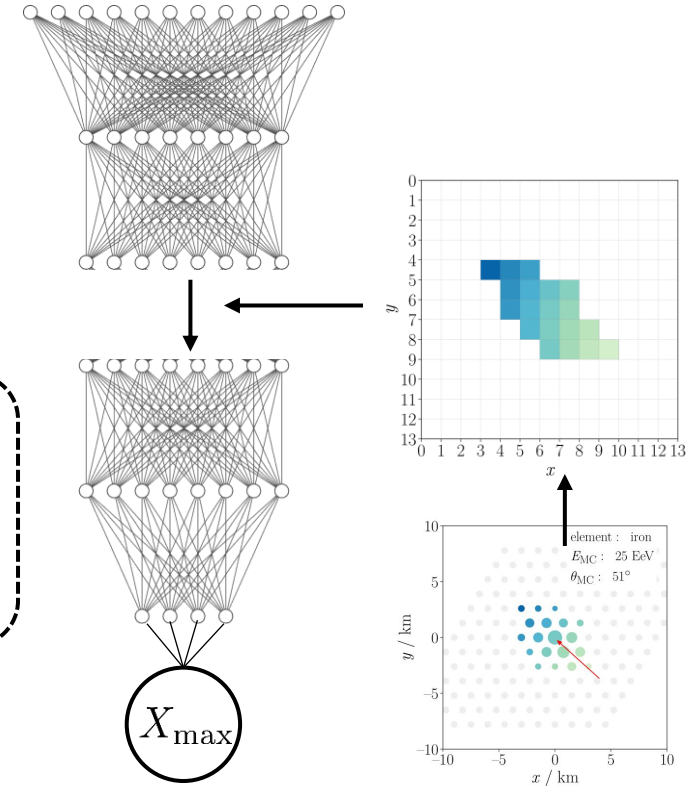 0
1
2
3
4
5
6
7
8
9
10
11
12
13
y
0 1 2 3 4 5 6 7 8 9 10 11 12 13
x
10
5
0
−5
−10
y / km
element : iron
E_MC : 25 EeV
θ_MC : 51°
−10 −5 0 5 10
x / km
X_max